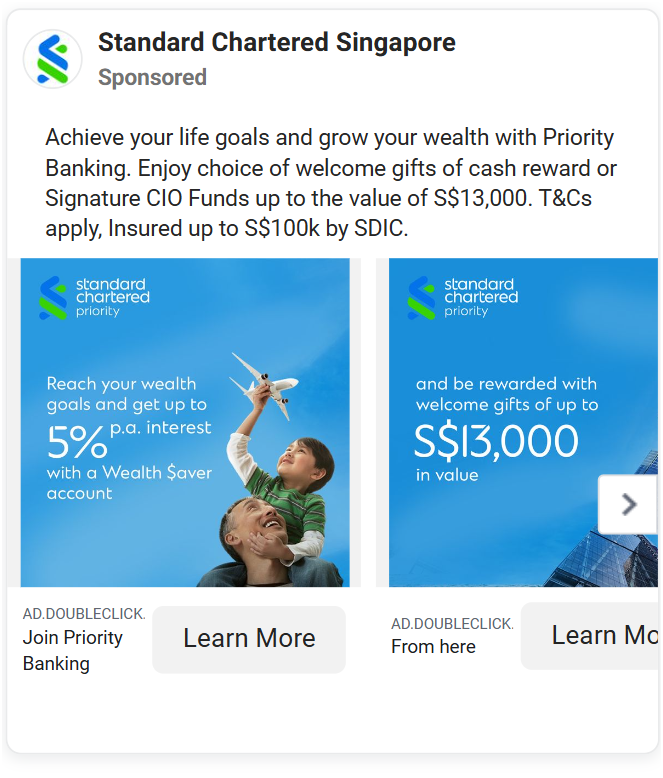 Standard Chartered Singapore
Sponsored
Achieve your life goals and grow your wealth with Priority
Banking. Enjoy choice of welcome gifts of cash reward or
Signature CIO Funds up to the value of S$13,000. T&Cs
apply, Insured up to S$100k by SDIC.
standard
chartered
priority
Reach your wealth
goals and get up to
5% p.a. interest
with a Wealth $aver
account
standard
chartered
priority
and be rewarded with
welcome gifts of up to
S$13,000
in value
AD.DOUBLECLICK.
Join Priority
Banking
Learn More
AD.DOUBLECLICK.
From here
Learn Mo